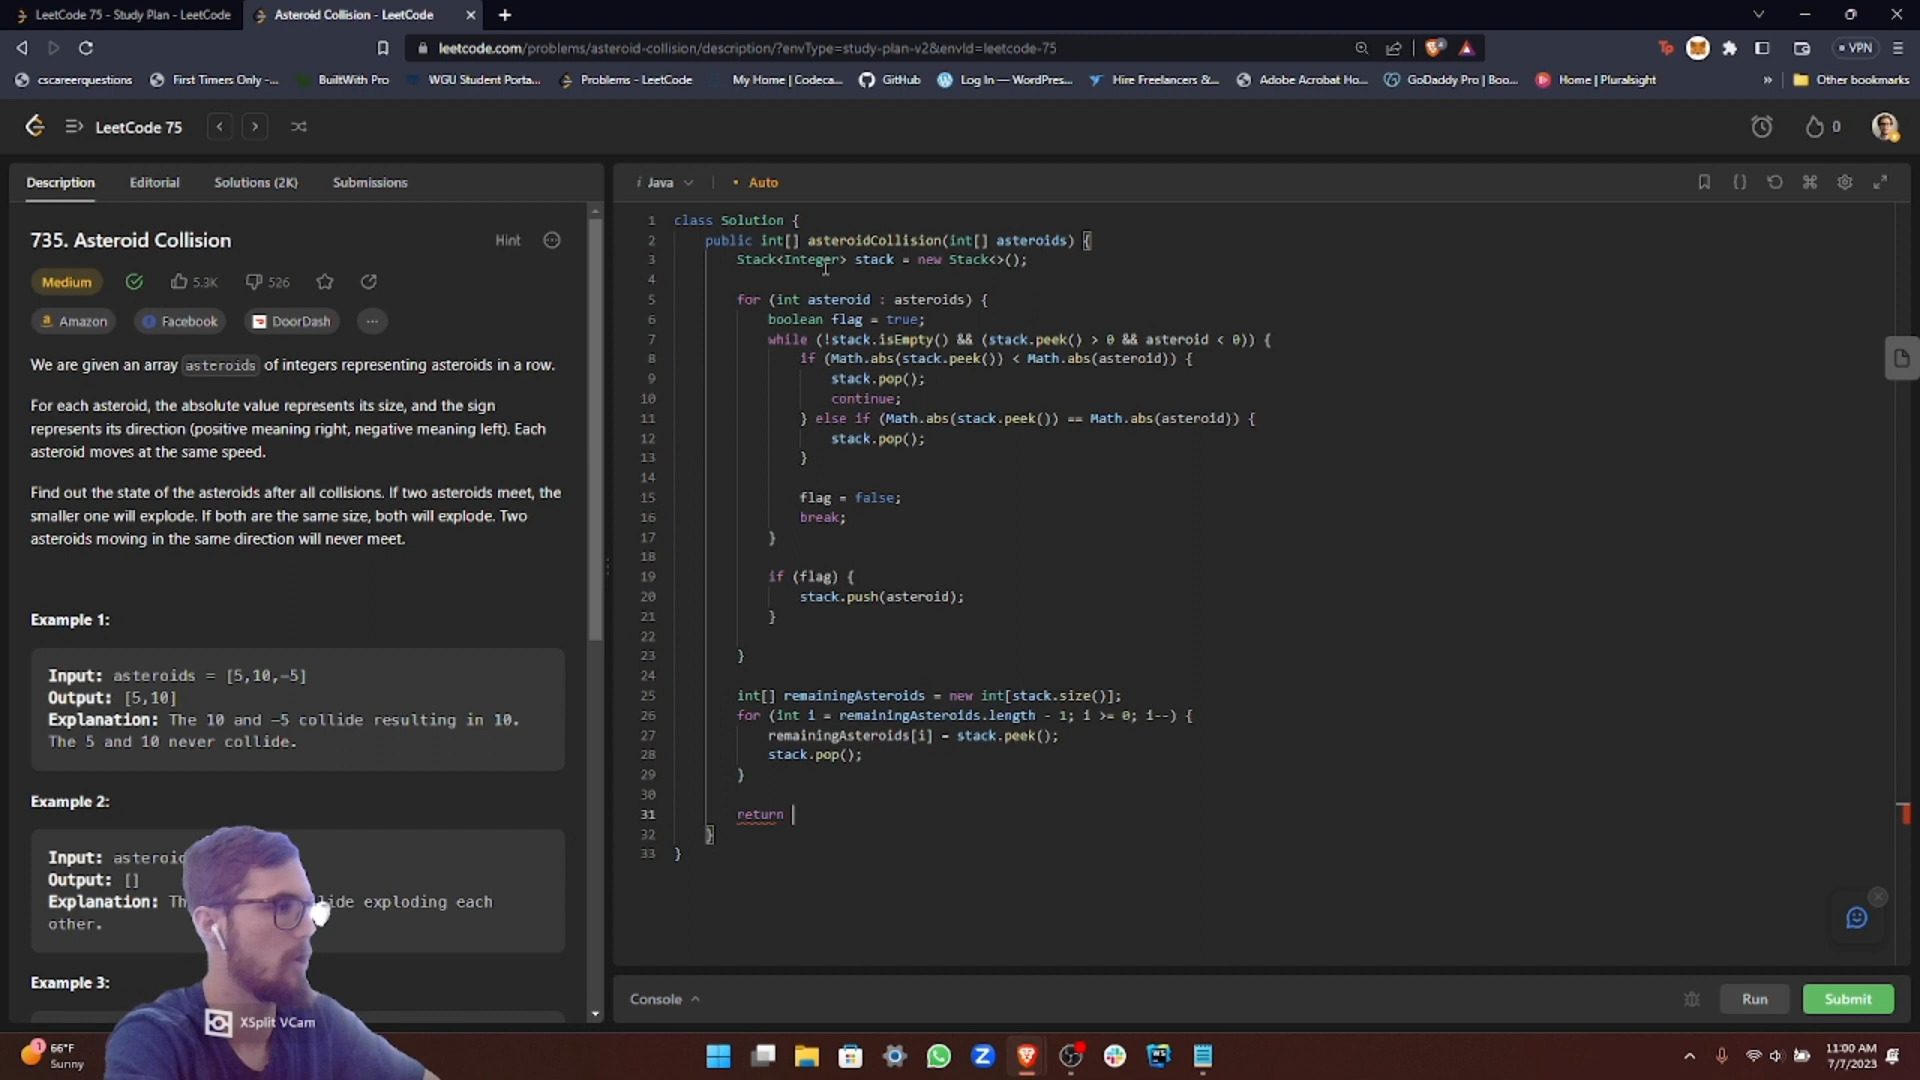 LeetCode 75 - Study Plan - LeetCode
Asteroid Collision - LeetCode
leetcode.com/problems/asteroid-collision/description/?envType=study-plan-v2&envId=leetcode-75
VPN
cscareerquestions
First Timers Only -...
BuiltWith Pro
WGU Student Porta...
Problems - LeetCode
My Home | Codeca...
GitHub
Log In — WordPres...
Hire Freelancers &...
Adobe Acrobat Ho...
GoDaddy Pro | Boo...
Home | Pluralsight
Other bookmarks
LeetCode 75
0
Description
Editorial
Solutions (2K)
Submissions
735. Asteroid Collision
Hint
Medium
5.3K
526
Amazon
Facebook
DoorDash
We are given an array asteroids of integers representing asteroids in a row.
For each asteroid, the absolute value represents its size, and the sign
represents its direction (positive meaning right, negative meaning left). Each
asteroid moves at the same speed.
Find out the state of the asteroids after all collisions. If two asteroids meet, the
smaller one will explode. If both are the same size, both will explode. Two
asteroids moving in the same direction will never meet.
Example 1:
Input: asteroids = [5,10,-5]
Output: [5,10]
Explanation: The 10 and -5 collide resulting in 10.
The 5 and 10 never collide.
Example 2:
Input:
Output: []
Explanation: exploding each
other.
Example 3:
XSplit VCam
i Java
Auto
1 class Solution {
2 public int[] asteroidCollision(int[] asteroids) {
3 Stack<Integer> stack = new Stack<>();
4
5 for (int asteroid : asteroids) {
6 boolean flag = true;
7 while (!stack.isEmpty() && (stack.peek() > 0 && asteroid < 0)) {
8 if (Math.abs(stack.peek()) < Math.abs(asteroid)) {
9 stack.pop();
10 continue;
11 } else if (Math.abs(stack.peek()) == Math.abs(asteroid)) {
12 stack.pop();
13 }
14
15 flag = false;
16 break;
17 }
18
19 if (flag) {
20 stack.push(asteroid);
21 }
22
23 }
24
25 int[] remainingAsteroids = new int[stack.size()];
26 for (int i = remainingAsteroids.length - 1; i >= 0; i--) {
27 remainingAsteroids[i] = stack.peek();
28 stack.pop();
29 }
30
31 return
32 }
33 }
Console
Run
Submit
1
66°F
Sunny
11:00 AM
7/7/2023